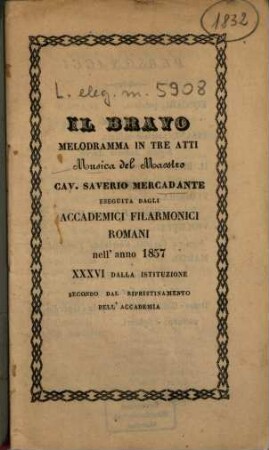 1832
L. eleg. m. 5908
IL BRAVO
MELODRAMMA IN TRE ATTI
Musica del Maestro
CAV. SAVERIO MERCADANTE
ESEGUITA DAGLI
ACCADEMICI FILARMONICI
ROMANI
nell' anno 1857
XXXVI DALLA ISTITUZIONE
SECONDO DAL RIPRISTINAMENTO
DELL' ACCADEMIA